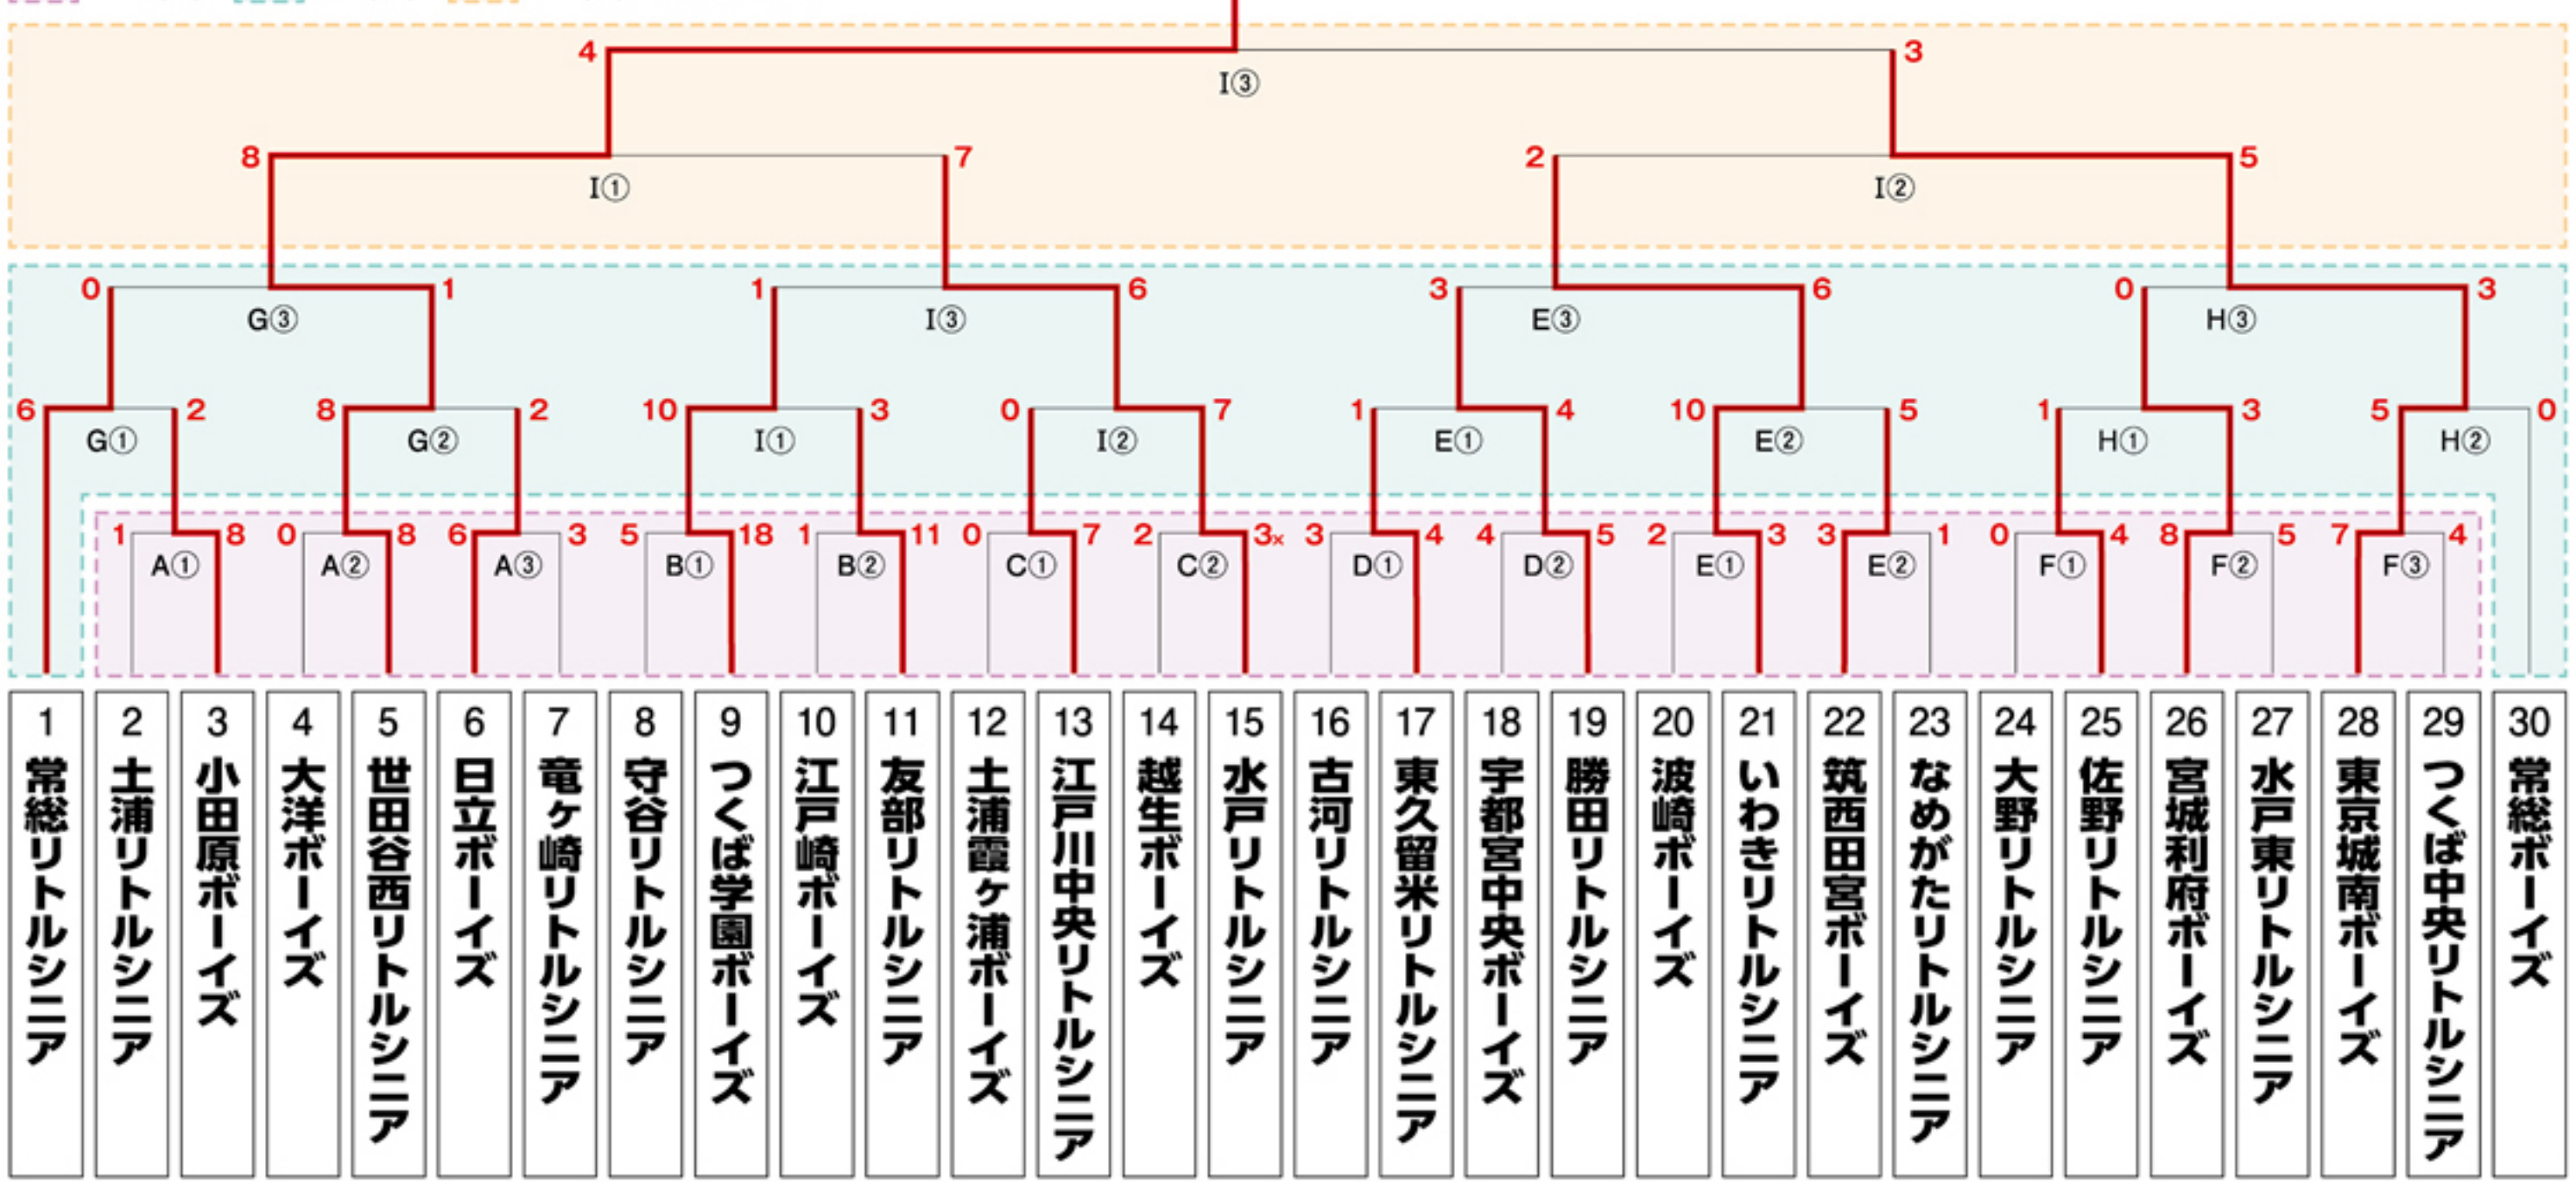 4 3
I③
8 7 2 5
I① I②
0 1 1 6 3 6 0 3
G③ I③ E③ H③
6 2 8 2 10 3 0 7 1 4 10 5 1 3 5 0
G① G② I① I② E① E② H① H②
1 8 0 8 6 3 5 18 1 11 0 7 2 3x 3 4 4 5 2 3 3 1 0 4 8 5 7 4
A① A② A③ B① B② C① C② D① D② E① E② F① F② F③
1 常総リトルシニア
2 土浦リトルシニア
3 小田原ボーイズ
4 大洋ボーイズ
5 世田谷西リトルシニア
6 日立ボーイズ
7 竜ヶ崎リトルシニア
8 守谷リトルシニア
9 つくば学園ボーイズ
10 江戸崎ボーイズ
11 友部リトルシニア
12 土浦霞ヶ浦ボーイズ
13 江戸川中央リトルシニア
14 越生ボーイズ
15 水戸リトルシニア
16 古河リトルシニア
17 東久留米リトルシニア
18 宇都宮中央ボーイズ
19 勝田リトルシニア
20 波崎ボーイズ
21 いわきリトルシニア
22 筑西田宮ボーイズ
23 なめがたリトルシニア
24 大野リトルシニア
25 佐野リトルシニア
26 宮城利府ボーイズ
27 水戸東リトルシニア
28 東京城南ボーイズ
29 つくば中央リトルシニア
30 常総ボーイズ